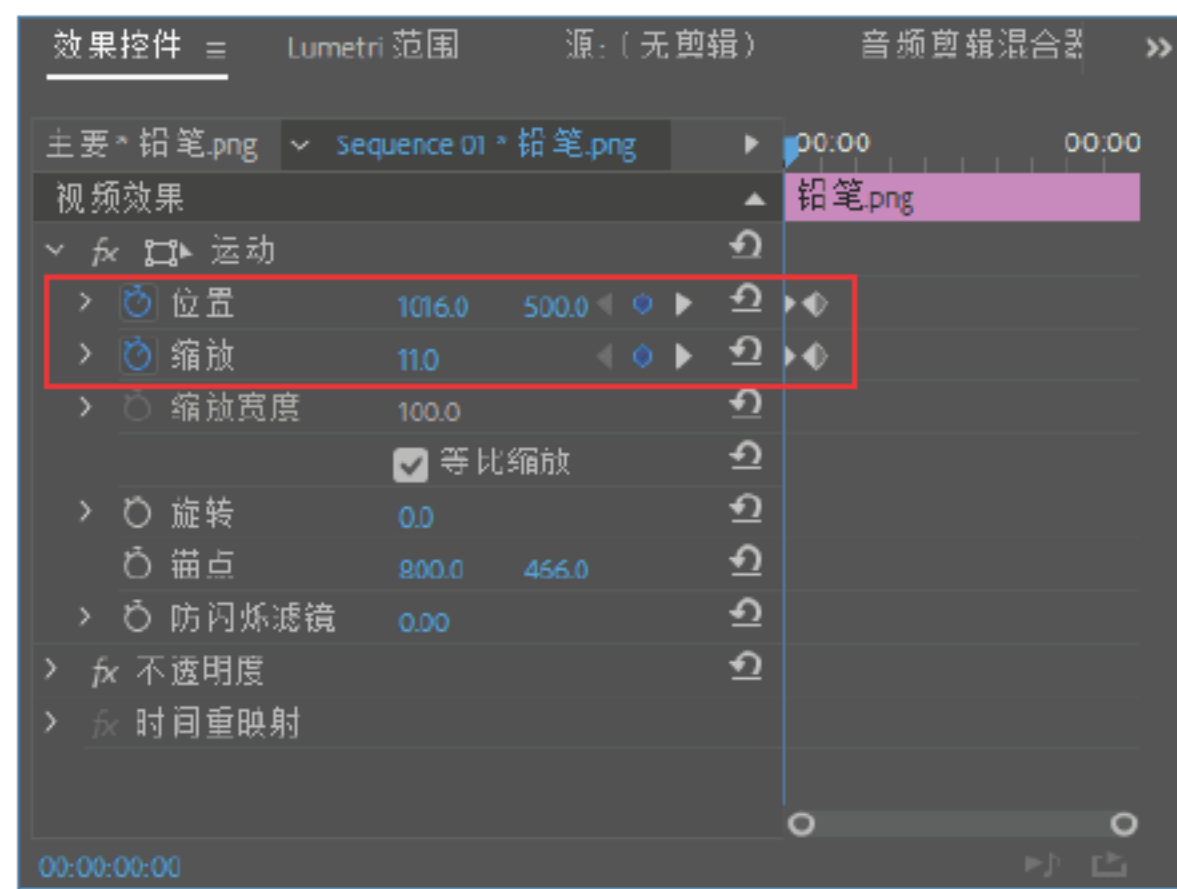 效果控件 Lumetri 范围 源:(无剪辑) 音频剪辑混合器
主要*铅笔.png Sequence 01*铅笔.png 00:00 00:00
视频效果 铅笔.png
fx 运动
位置 1016.0 500.0
缩放 11.0
缩放宽度 100.0
等比缩放
旋转 0.0
锚点 800.0 466.0
防闪烁滤镜 0.00
fx 不透明度
fx 时间重映射
00:00:00:00